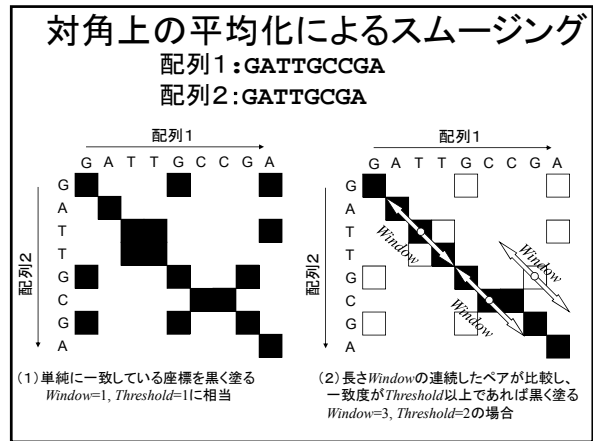 対角上の平均化によるスムージング
配列1:GATTGCCGA
配列2:GATTGCGA
配列1
G A T T G C C G A
配列2
G
A
T
T
G
C
G
A
(1)単純に一致している座標を黒く塗る
Window=1, Threshold=1に相当
配列1
G A T T G C C G A
配列2
G
A
T
T
G
C
G
A
Window
Window
Window
(2)長さWindowの連続したペアが比較し、
一致度がThreshold以上であれば黒く塗る
Window=3, Threshold=2の場合